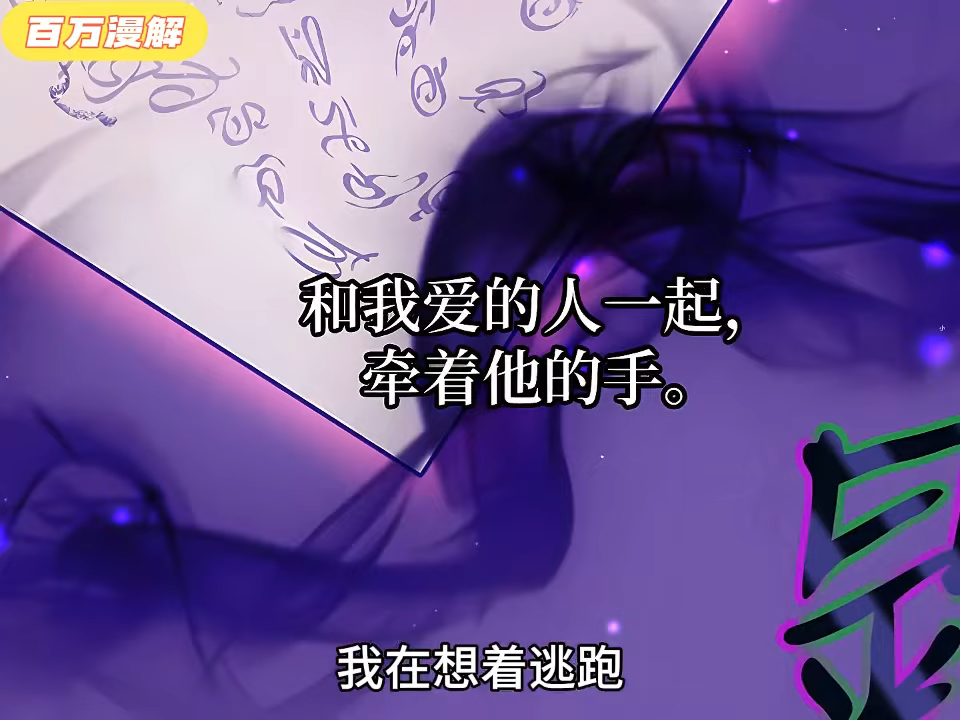 百万漫解
和我爱的人一起，
牵着他的手。
我在想着逃跑